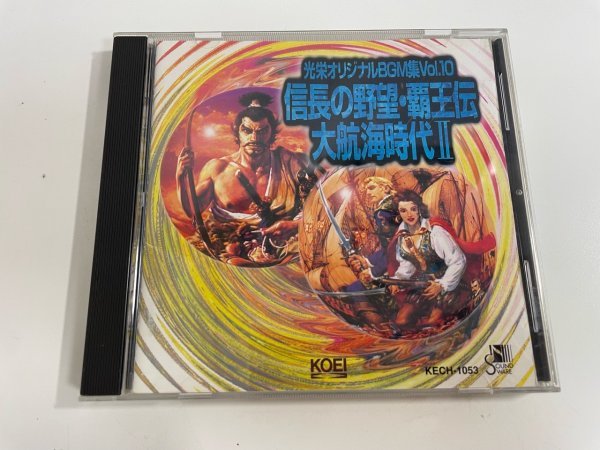 光栄オリジナルBGM集Vol.10
信長の野望・覇王伝
大航海時代II
KOEI
KECH-1053
SOUND
WARE